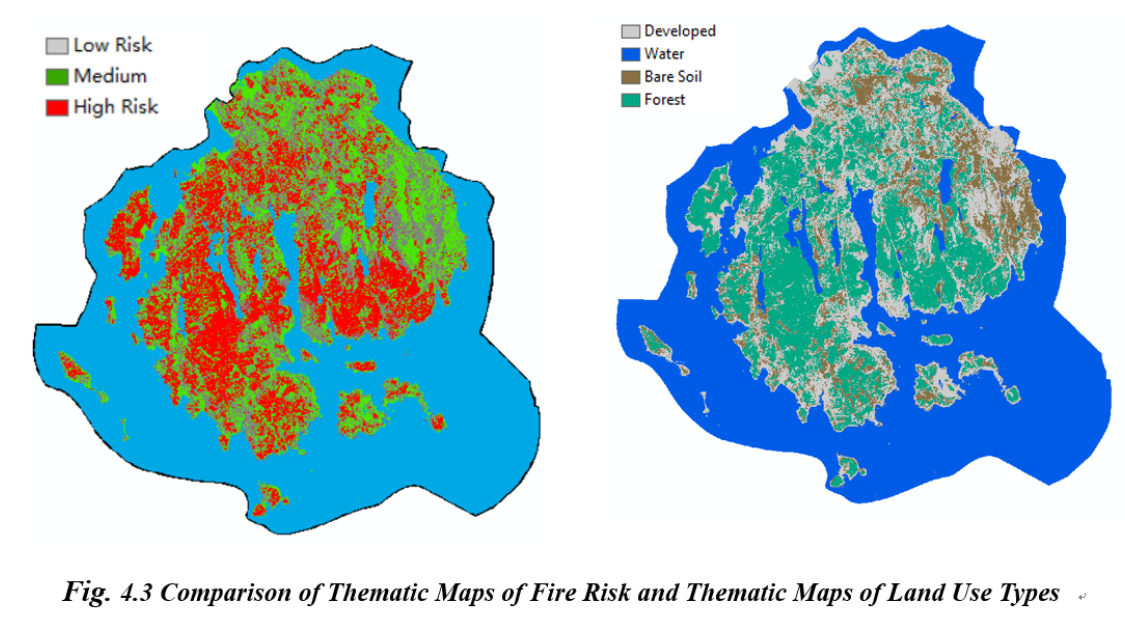 Low Risk
Medium
High Risk
Developed
Water
Bare Soil
Forest
Fig. 4.3 Comparison of Thematic Maps of Fire Risk and Thematic Maps of Land Use Types